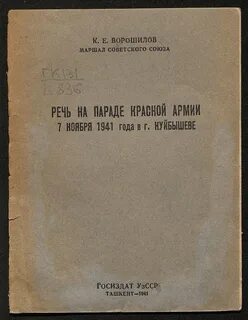 К. Е. ВОРОШИЛОВ
МАРШАЛ СОВЕТСКОГО СОЮЗА
РЕЧЬ НА ПАРАДЕ КРАСНОЙ АРМИИ
7 НОЯБРЯ 1941 года в г. КУЙБЫШЕВЕ
ГОСИЗДАТ УзССР
ТАШКЕНТ—1941